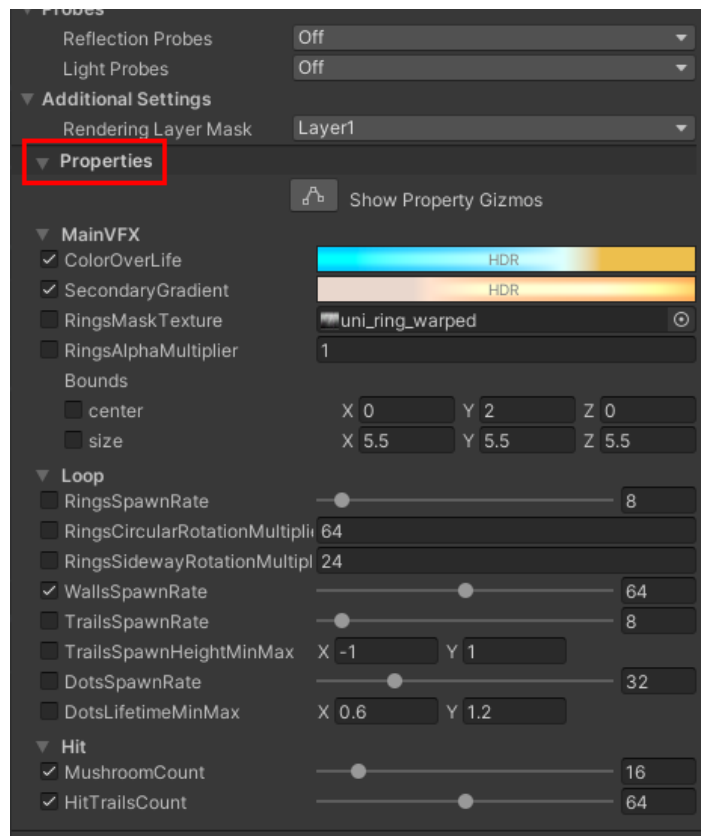 Probes
Reflection Probes Off
Light Probes Off
Additional Settings
Rendering Layer Mask Layer1
Properties
Show Property Gizmos
MainVFX
ColorOverLife HDR
SecondaryGradient HDR
RingsMaskTexture uni_ring_warped
RingsAlphaMultiplier 1
Bounds
center X 0 Y 2 Z 0
size X 5.5 Y 5.5 Z 5.5
Loop
RingsSpawnRate 8
RingsCircularRotationMultipli 64
RingsSidewayRotationMultipl 24
WallsSpawnRate 64
TrailsSpawnRate 8
TrailsSpawnHeightMinMax X -1 Y 1
DotsSpawnRate 32
DotsLifetimeMinMax X 0.6 Y 1.2
Hit
MushroomCount 16
HitTrailsCount 64